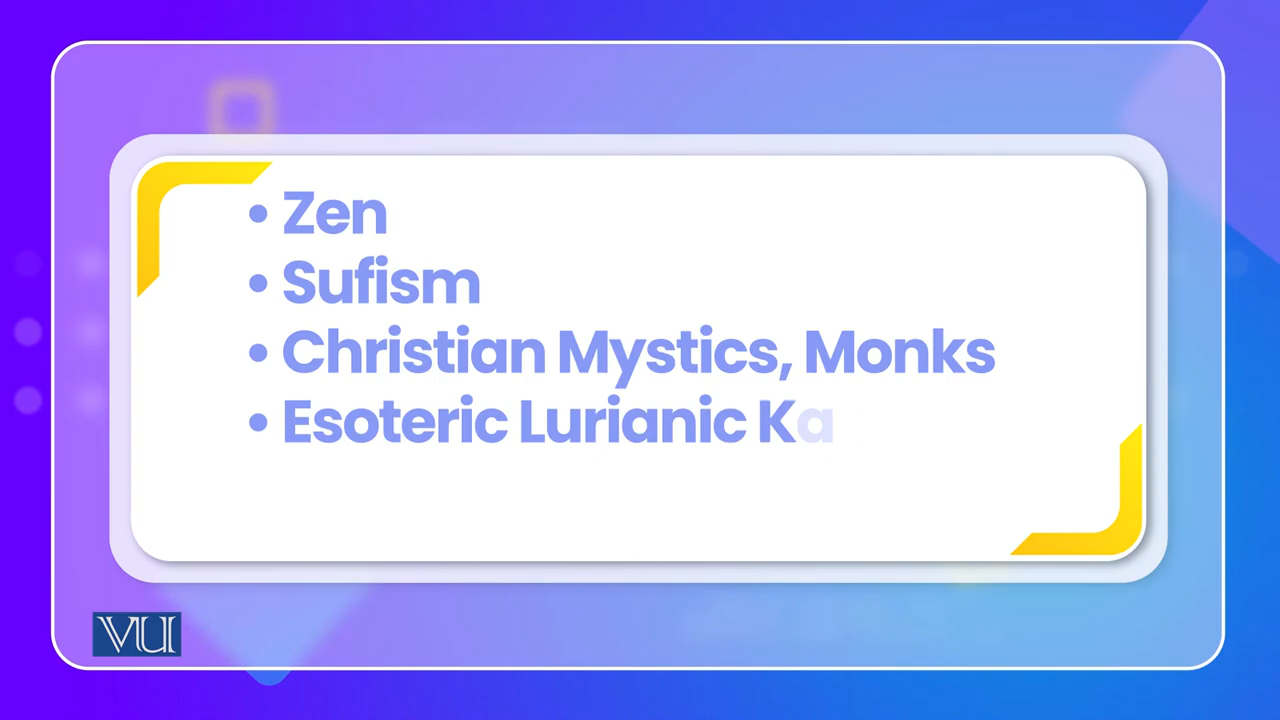 • Zen
• Sufism
• Christian Mystics, Monks
• Esoteric Lurianic Ka
VU